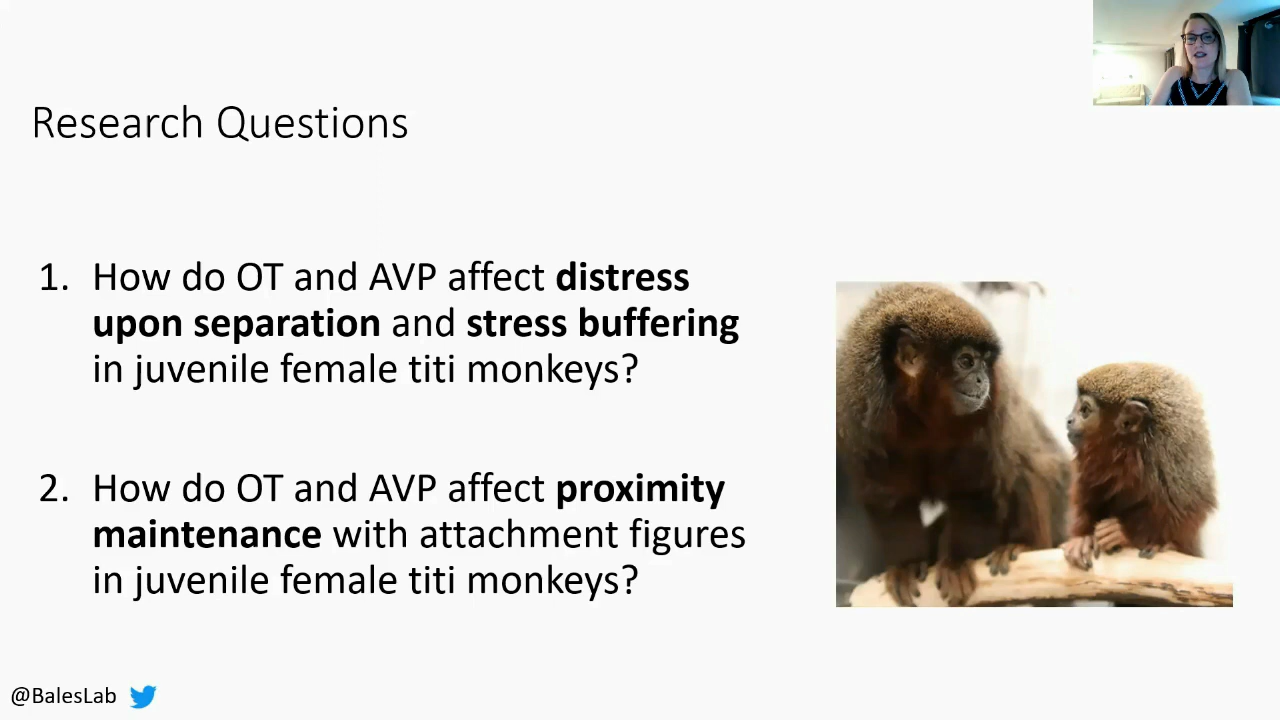 Research Questions
1. How do OT and AVP affect distress
upon separation and stress buffering
in juvenile female titi monkeys?
2. How do OT and AVP affect proximity
maintenance with attachment figures
in juvenile female titi monkeys?
@BalesLab